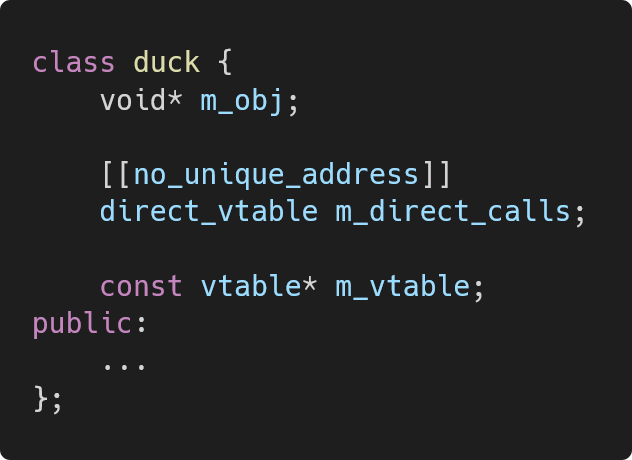 class duck {
    void* m_obj;

    [[no_unique_address]]
    direct_vtable m_direct_calls;

    const vtable* m_vtable;
public:
    ...
};